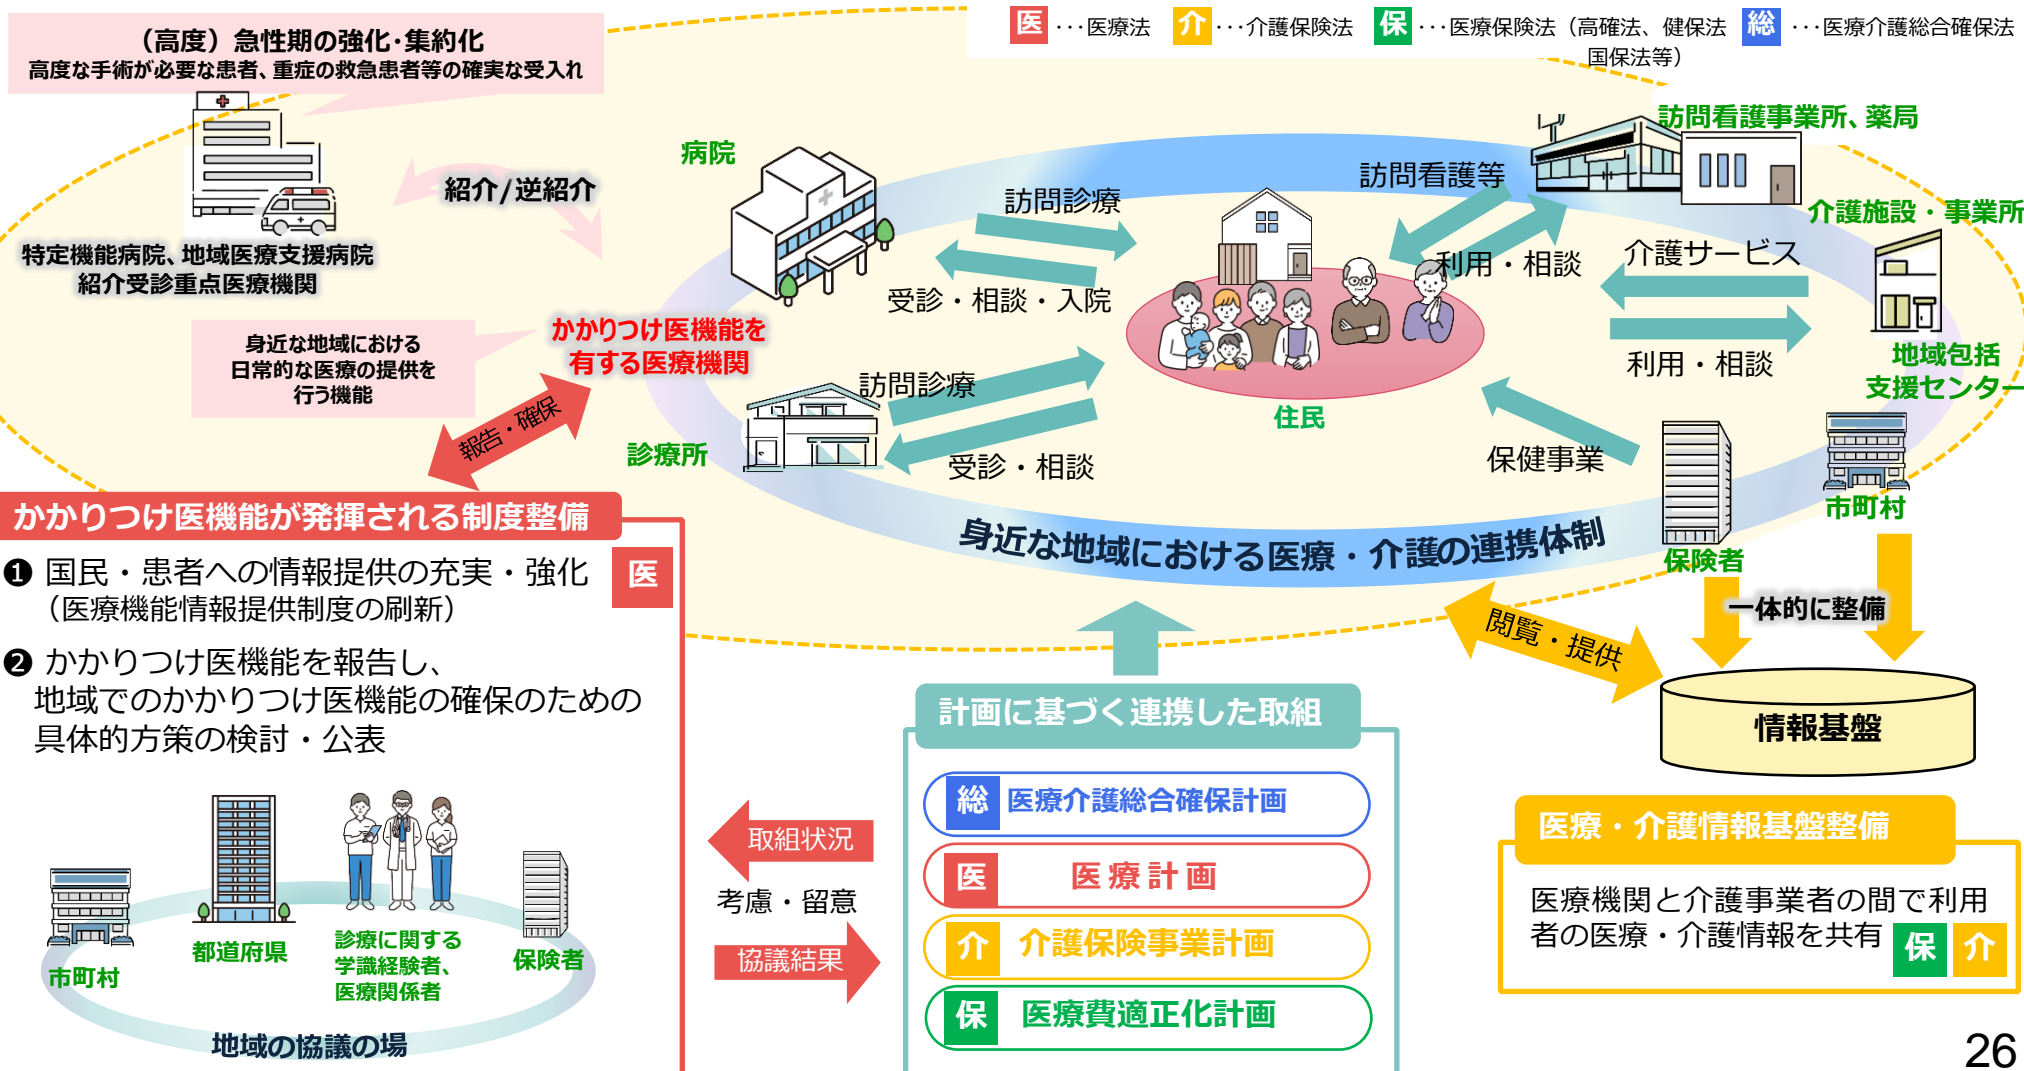 医 ･･･医療法 介 ･･･介護保険法 保 ･･･医療保険法（高確法、健保法 総 ･･･医療介護総合確保法
国保法等）
（高度）急性期の強化・集約化
高度な手術が必要な患者、重症の救急患者等の確実な受入れ
紹介/逆紹介
特定機能病院、地域医療支援病院
紹介受診重点医療機関
身近な地域における
日常的な医療の提供を
行う機能
かかりつけ医機能を
有する医療機関
報告・確保
病院
訪問診療
受診・相談・入院
診療所
訪問診療
受診・相談
住民
訪問看護事業所、薬局
訪問看護等
利用・相談
介護施設・事業所
介護サービス
利用・相談
地域包括
支援センター
保健事業
市町村
保険者
身近な地域における医療・介護の連携体制
一体的に整備
閲覧・提供
情報基盤
かかりつけ医機能が発揮される制度整備
❶ 国民・患者への情報提供の充実・強化 医
（医療機能情報提供制度の刷新）
❷ かかりつけ医機能を報告し、
地域でのかかりつけ医機能の確保のための
具体的方策の検討・公表
市町村
都道府県
診療に関する
学識経験者、
医療関係者
保険者
地域の協議の場
取組状況
考慮・留意
協議結果
計画に基づく連携した取組
総 医療介護総合確保計画
医 医療計画
介 介護保険事業計画
保 医療費適正化計画
医療・介護情報基盤整備
医療機関と介護事業者の間で利用
者の医療・介護情報を共有 保 介
26